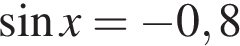 sin x = −0,8